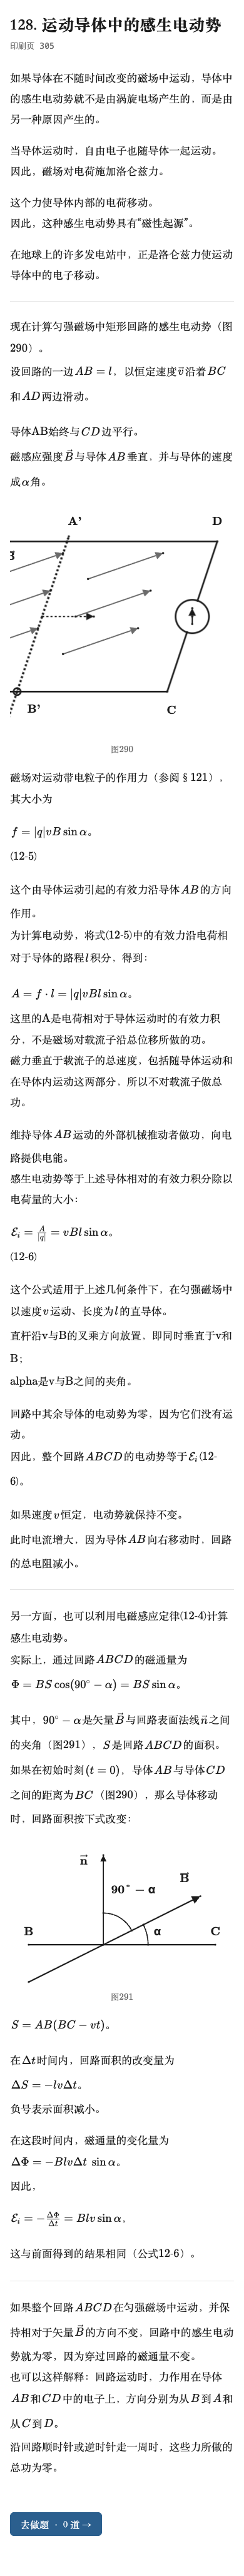 128. 运动导体中的感生电动势
印刷页 305
如果导体在不随时间改变的磁场中运动，导体中
的感生电动势就不是由涡旋电场产生的，而是由
另一种原因产生的。
当导体运动时，自由电子也随导体一起运动。
因此，磁场对电荷施加洛仑兹力。
这个力使导体内部的电荷移动。
因此，这种感生电动势具有“磁性起源”。
在地球上的许多发电站中，正是洛仑兹力使运动
导体中的电子移动。
现在计算匀强磁场中矩形回路的感生电动势（图
290）。
设回路的一边AB = l，以恒定速度v⃗沿着BC
和AD两边滑动。
导体AB始终与CD边平行。
磁感应强度B⃗与导体AB垂直，并与导体的速度
成α角。
A' D
B' C
图290
磁场对运动带电粒子的作用力（参阅 § 121），
其大小为
f = |q|vB sin α。
(12-5)
这个由导体运动引起的有效力沿导体AB的方向
作用。
为计算电动势，将式(12-5)中的有效力沿电荷相
对于导体的路程l积分，得到：
A = f · l = |q|vBl sin α。
这里的A是电荷相对于导体运动时的有效力积
分，不是磁场对载流子沿总位移所做的功。
磁力垂直于载流子的总速度，包括随导体运动和
在导体内运动这两部分，所以不对载流子做总
功。
维持导体AB运动的外部机械推动者做功，向电
路提供电能。
感生电动势等于上述导体相对的有效力积分除以
电荷量的大小：
ℰᵢ = A/|q| = vBl sin α。
(12-6)
这个公式适用于上述几何条件下，在匀强磁场中
以速度v运动、长度为l的直导体。
直杆沿v与B的叉乘方向放置，即同时垂直于v和
B；
alpha是v与B之间的夹角。
回路中其余导体的电动势为零，因为它们没有运
动。
因此，整个回路ABCD的电动势等于ℰᵢ(12-
6)。
如果速度v恒定，电动势就保持不变。
此时电流增大，因为导体AB向右移动时，回路
的总电阻减小。
另一方面，也可以利用电磁感应定律(12-4)计算
感生电动势。
实际上，通过回路ABCD的磁通量为
Φ = BS cos(90° − α) = BS sin α。
其中，90° − α是矢量B⃗与回路表面法线n⃗之间
的夹角（图291），S是回路ABCD的面积。
如果在初始时刻(t = 0)，导体AB与导体CD
之间的距离为BC（图290），那么导体移动
时，回路面积按下式改变：
n⃗ B⃗
90° − α
B α C
图291
S = AB(BC − vt)。
在Δt时间内，回路面积的改变量为
ΔS = −lvΔt。
负号表示面积减小。
在这段时间内，磁通量的变化量为
ΔΦ = −BlvΔt sin α。
因此，
ℰᵢ = −ΔΦ/Δt = Blv sin α，
这与前面得到的结果相同（公式12-6）。
如果整个回路ABCD在匀强磁场中运动，并保
持相对于矢量B⃗的方向不变，回路中的感生电动
势就为零，因为穿过回路的磁通量不变。
也可以这样解释：回路运动时，力作用在导体
AB和CD中的电子上，方向分别为从B到A和
从C到D。
沿回路顺时针或逆时针走一周时，这些力所做的
总功为零。
去做题 · 0 道 →